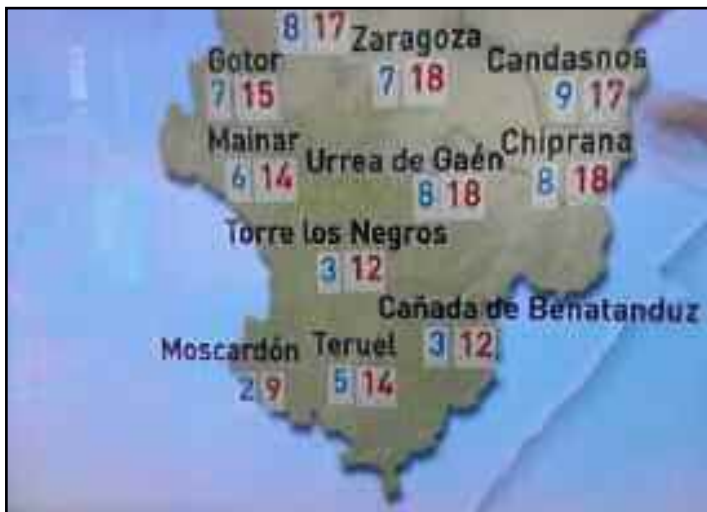 8 17
Zaragoza
7 18
Gotor
7 15
Candasnos
9 17
Mainar
6 14
Urrea de Gaén
8 18
Chiprana
8 18
Torre los Negros
3 12
Cañada de Benatanduz
3 12
Moscardón
2 9
Teruel
5 14